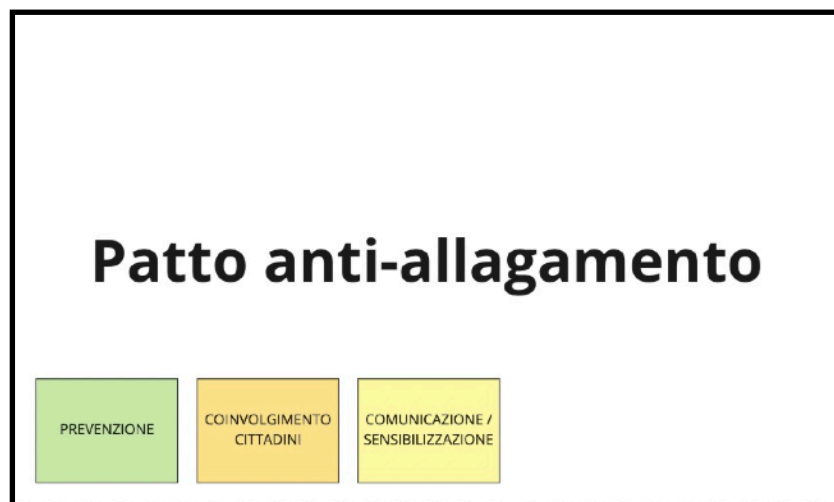 Patto anti-allagamento
PREVENZIONE
COINVOLGIMENTO
CITTADINI
COMUNICAZIONE /
SENSIBILIZZAZIONE